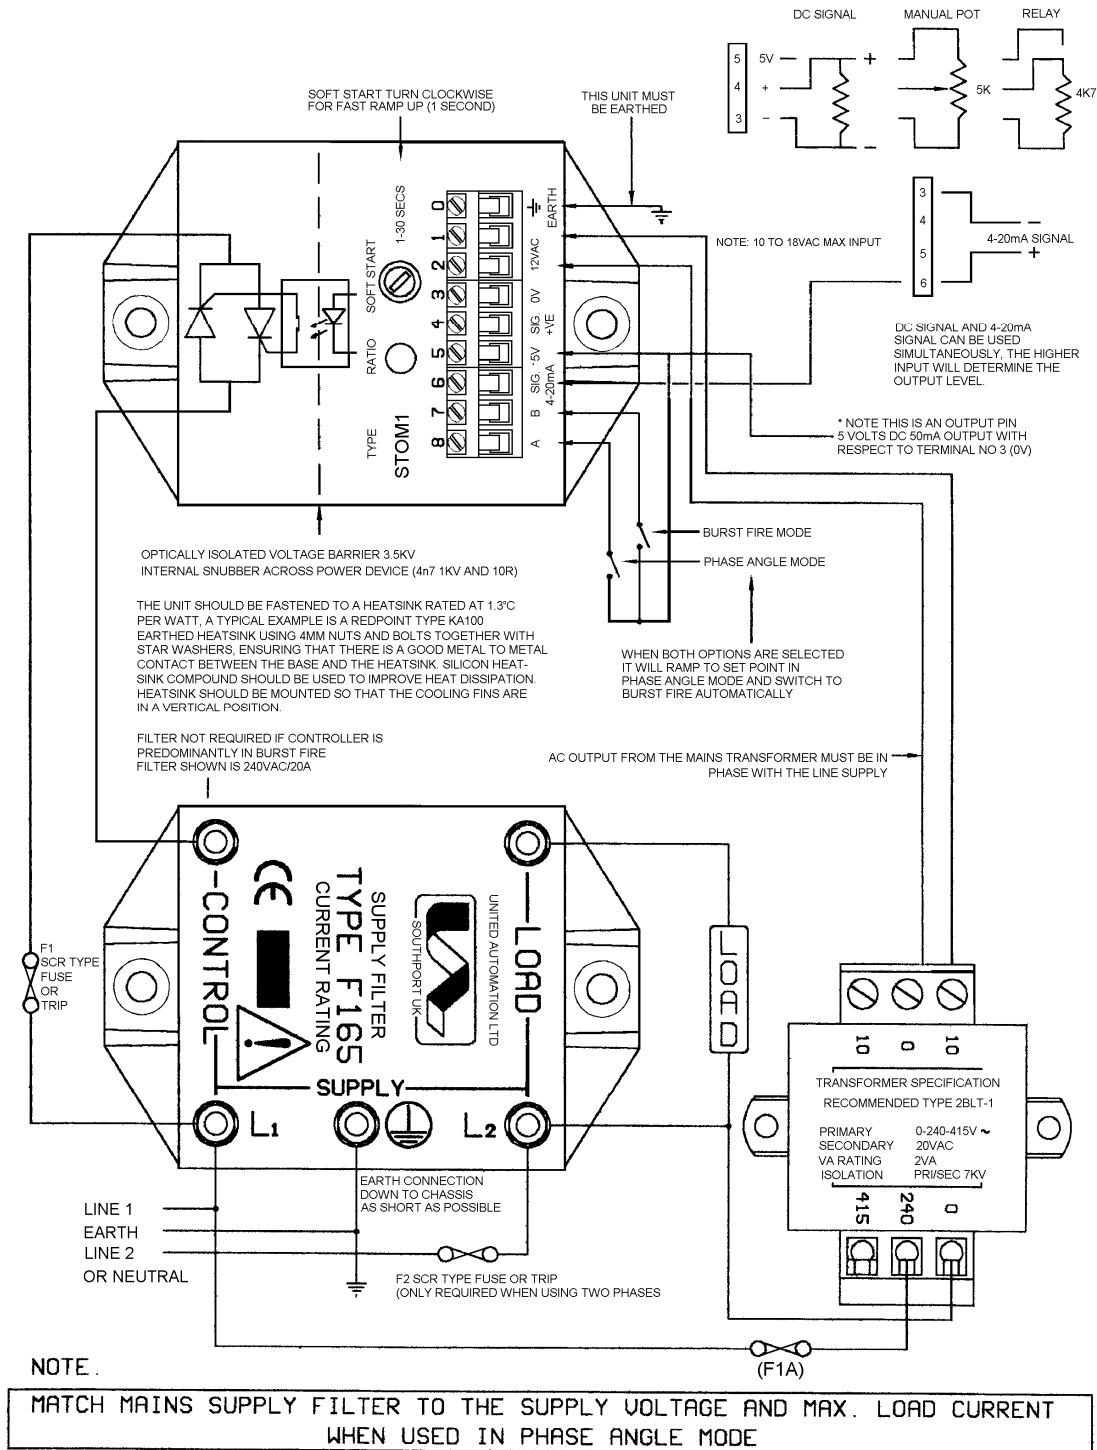 DC SIGNAL
MANUAL POT
RELAY
5
5V
4
+
3
–
+
–
5K
4K7
SOFT START TURN CLOCKWISE
FOR FAST RAMP UP (1 SECOND)
THIS UNIT MUST
BE EARTHED
3
4
5
6
4-20mA SIGNAL
–
+
NOTE: 10 TO 18VAC MAX INPUT
DC SIGNAL AND 4-20mA
SIGNAL CAN BE USED
SIMULTANEOUSLY, THE HIGHER
INPUT WILL DETERMINE THE
OUTPUT LEVEL.
* NOTE THIS IS AN OUTPUT PIN
5 VOLTS DC 50mA OUTPUT WITH
RESPECT TO TERMINAL NO 3 (0V)
1-30 SECS
SOFT START
RATIO
TYPE
STOM1
0
1
2
3
4
5
6
7
8
EARTH
12VAC
0V
SIG.
+VE
*5V
SIG.
4-20mA
B
A
BURST FIRE MODE
PHASE ANGLE MODE
OPTICALLY ISOLATED VOLTAGE BARRIER 3.5KV
INTERNAL SNUBBER ACROSS POWER DEVICE (4n7 1KV AND 10R)
THE UNIT SHOULD BE FASTENED TO A HEATSINK RATED AT 1.3°C
PER WATT, A TYPICAL EXAMPLE IS A REDPOINT TYPE KA100
EARTHED HEATSINK USING 4MM NUTS AND BOLTS TOGETHER WITH
STAR WASHERS, ENSURING THAT THERE IS A GOOD METAL TO METAL
CONTACT BETWEEN THE BASE AND THE HEATSINK. SILICON HEAT-
SINK COMPOUND SHOULD BE USED TO IMPROVE HEAT DISSIPATION.
HEATSINK SHOULD BE MOUNTED SO THAT THE COOLING FINS ARE
IN A VERTICAL POSITION.
WHEN BOTH OPTIONS ARE SELECTED
IT WILL RAMP TO SET POINT IN
PHASE ANGLE MODE AND SWITCH TO
BURST FIRE AUTOMATICALLY
FILTER NOT REQUIRED IF CONTROLLER IS
PREDOMINANTLY IN BURST FIRE
FILTER SHOWN IS 240VAC/20A
AC OUTPUT FROM THE MAINS TRANSFORMER MUST BE IN
PHASE WITH THE LINE SUPPLY
CONTROL
CE
SUPPLY FILTER
TYPE F165
CURRENT RATING
SOUTHPORT UK
UNITED AUTOMATION LTD
LOAD
!
SUPPLY
L1
L2
F1
SCR TYPE
FUSE
OR
TRIP
LOAD
10
0
10
TRANSFORMER SPECIFICATION
RECOMMENDED TYPE 2BLT-1
PRIMARY 0-240-415V ~
SECONDARY 20VAC
VA RATING 2VA
ISOLATION PRI/SEC 7KV
415
240
0
EARTH CONNECTION
DOWN TO CHASSIS
AS SHORT AS POSSIBLE
LINE 1
EARTH
LINE 2
OR NEUTRAL
F2 SCR TYPE FUSE OR TRIP
(ONLY REQUIRED WHEN USING TWO PHASES
(F1A)
NOTE.
MATCH MAINS SUPPLY FILTER TO THE SUPPLY VOLTAGE AND MAX. LOAD CURRENT
WHEN USED IN PHASE ANGLE MODE